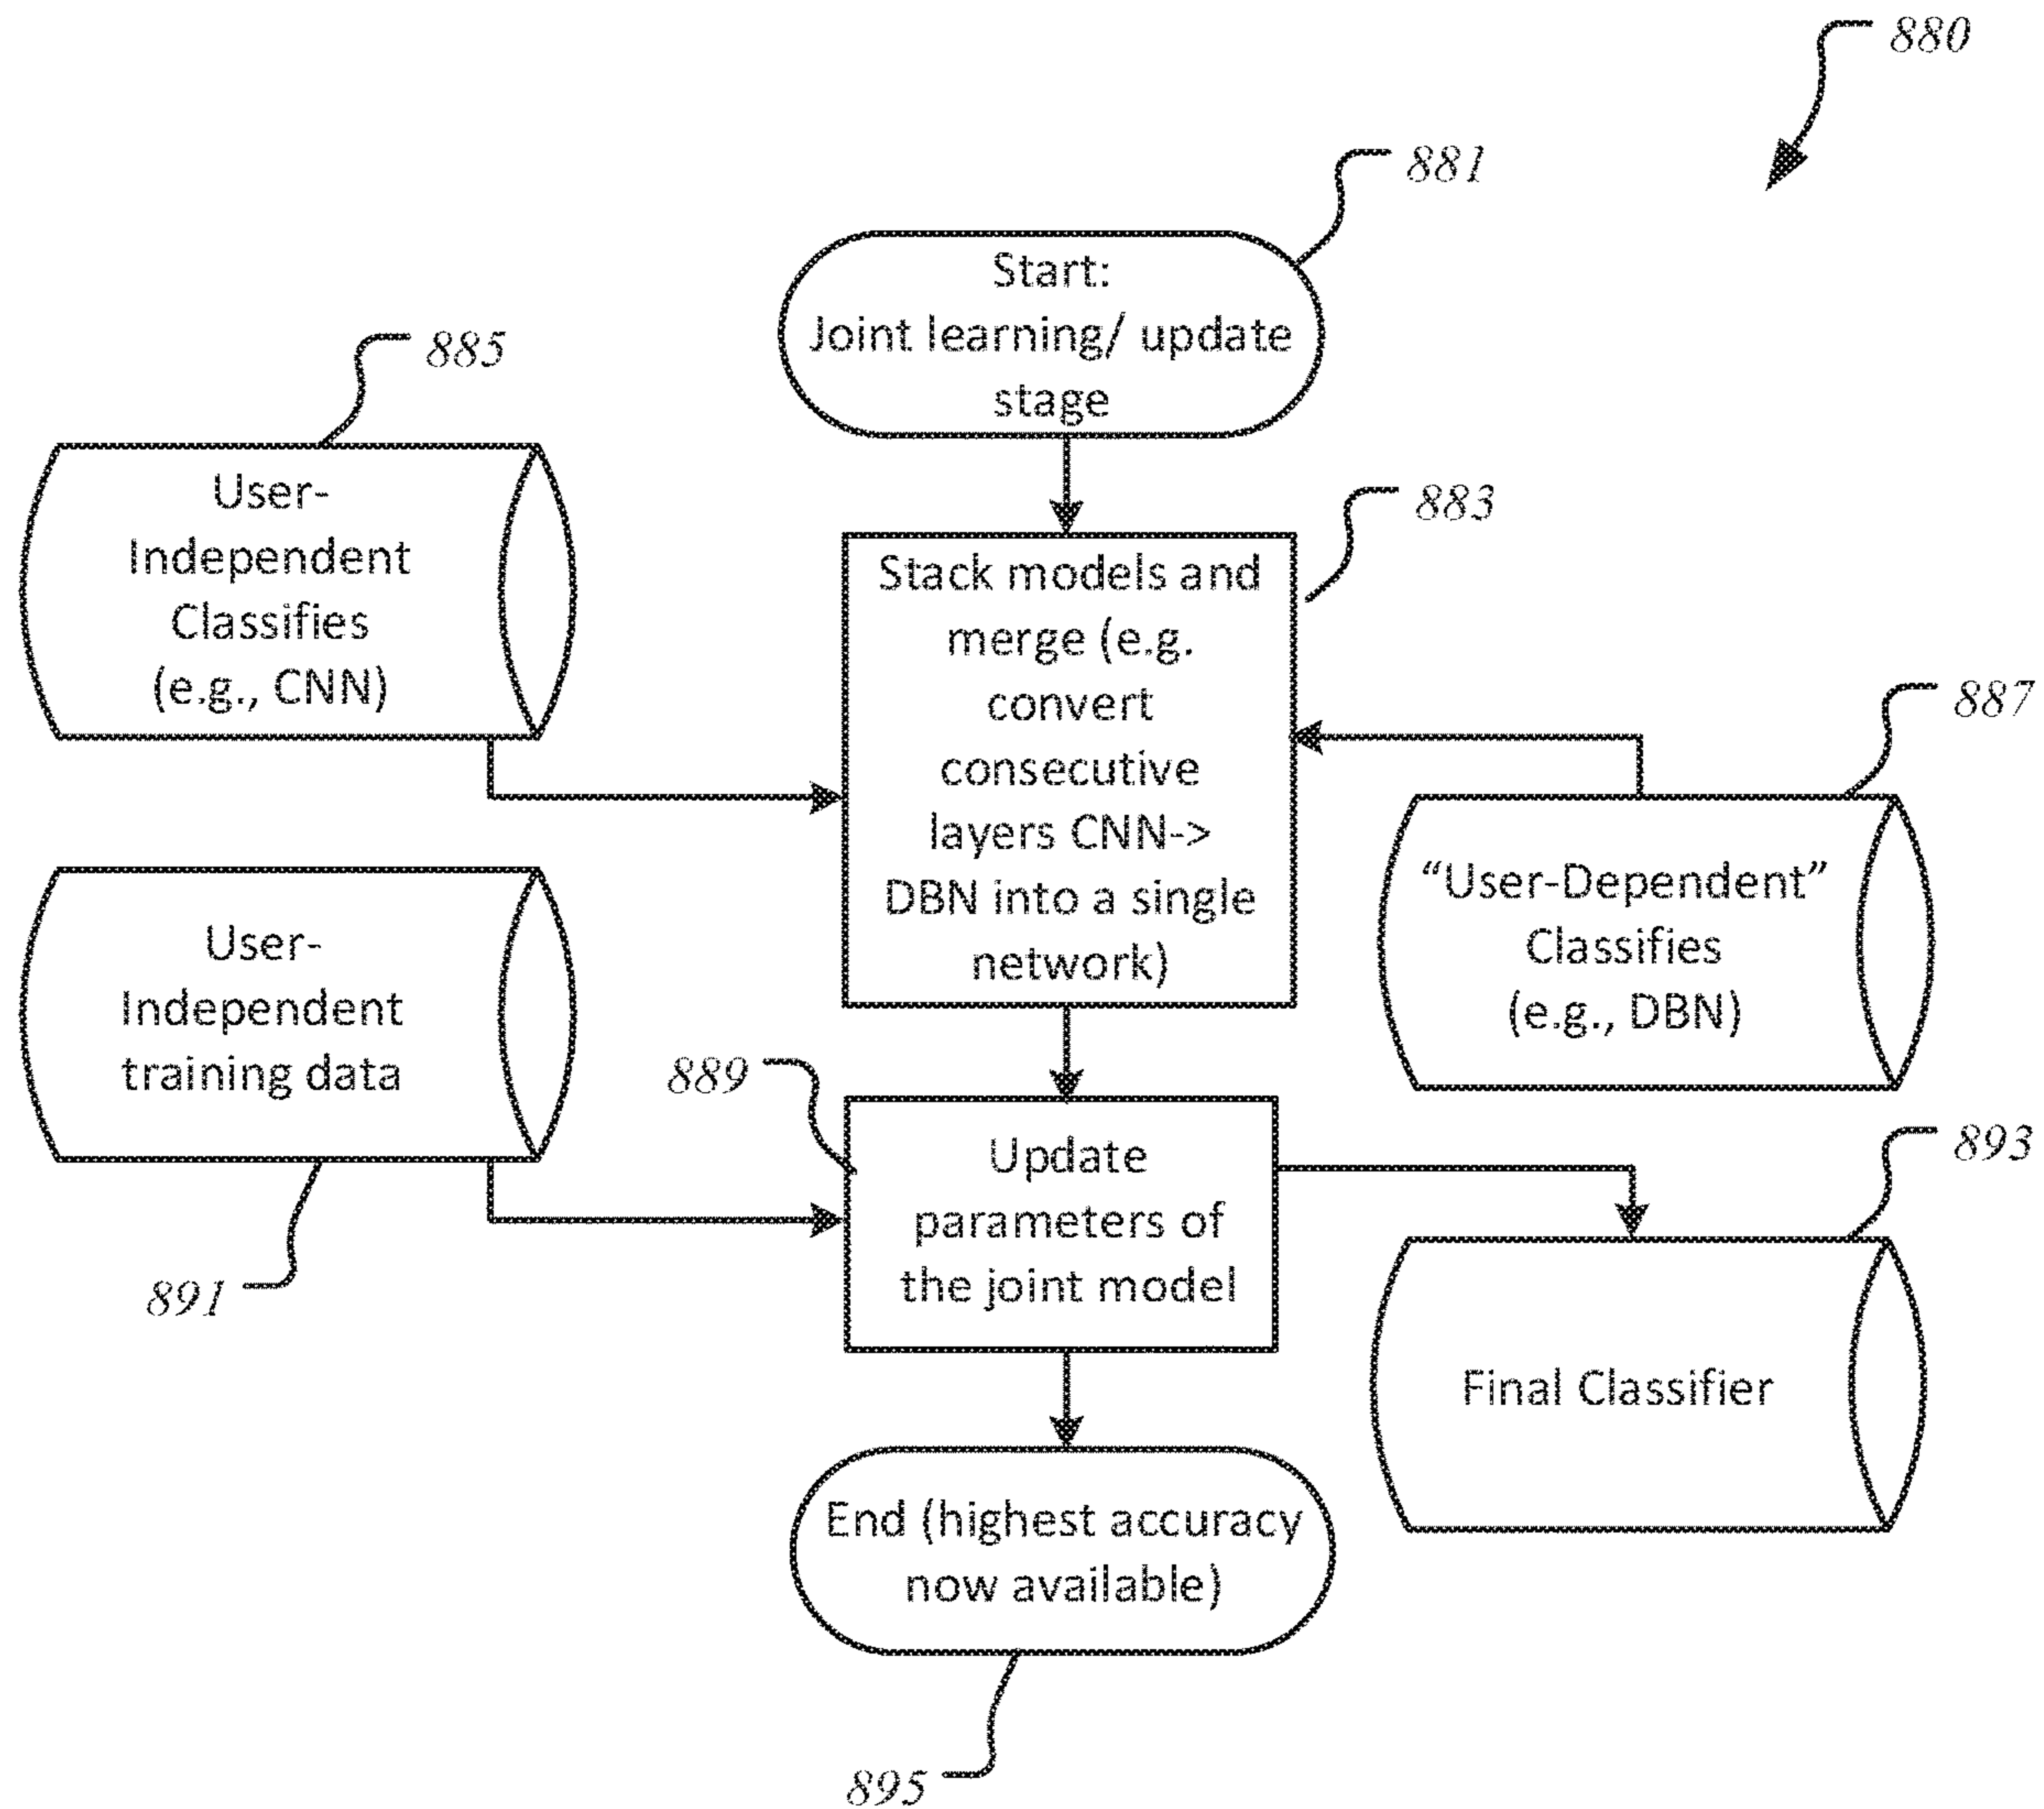 880
881
Start:
Joint learning/ update
stage
885
User-
Independent
Classifies
(e.g., CNN)
883
Stack models and
merge (e.g.
convert
consecutive
layers CNN->
DBN into a single
network)
887
"User-Dependent"
Classifies
(e.g., DBN)
User-
Independent
training data
891
889
Update
parameters of
the joint model
893
Final Classifier
End (highest accuracy
now available)
895